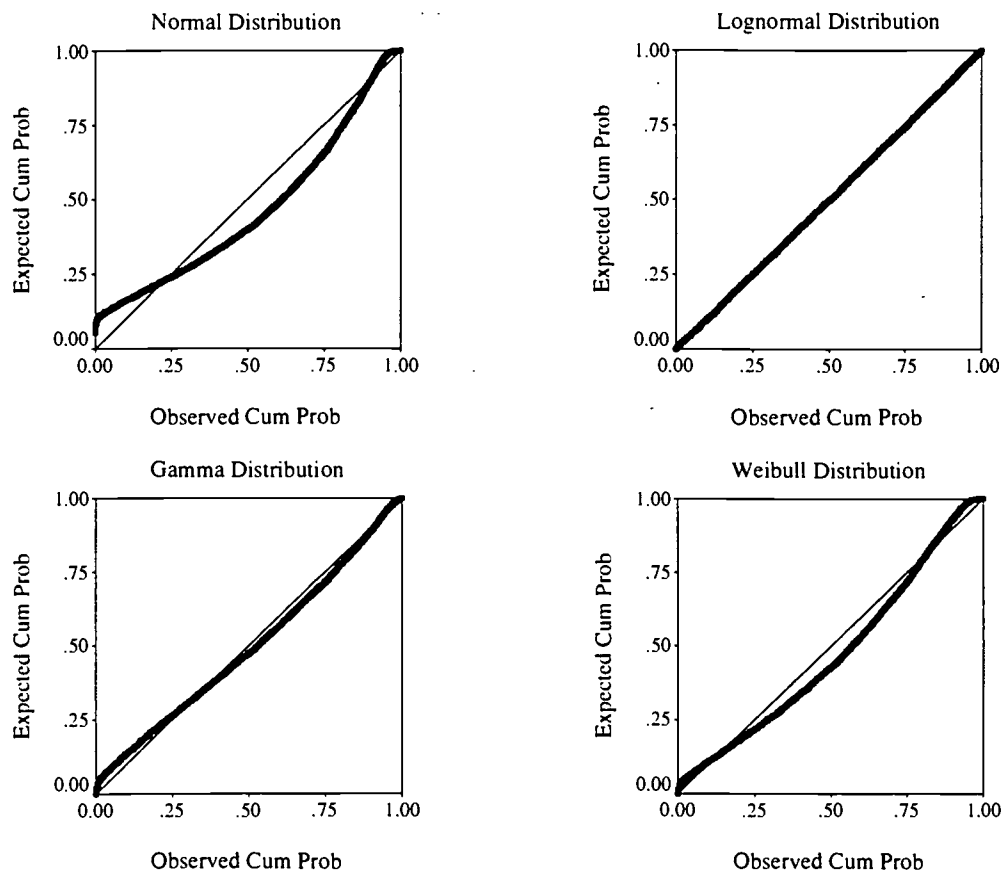 Normal Distribution
1.00
.75
.50
.25
0.00
Expected Cum Prob
0.00 .25 .50 .75 1.00
Observed Cum Prob
Lognormal Distribution
1.00
.75
.50
.25
0.00
Expected Cum Prob
0.00 .25 .50 .75 1.00
Observed Cum Prob
Gamma Distribution
1.00
.75
.50
.25
0.00
Expected Cum Prob
0.00 .25 .50 .75 1.00
Observed Cum Prob
Weibull Distribution
1.00
.75
.50
.25
0.00
Expected Cum Prob
0.00 .25 .50 .75 1.00
Observed Cum Prob